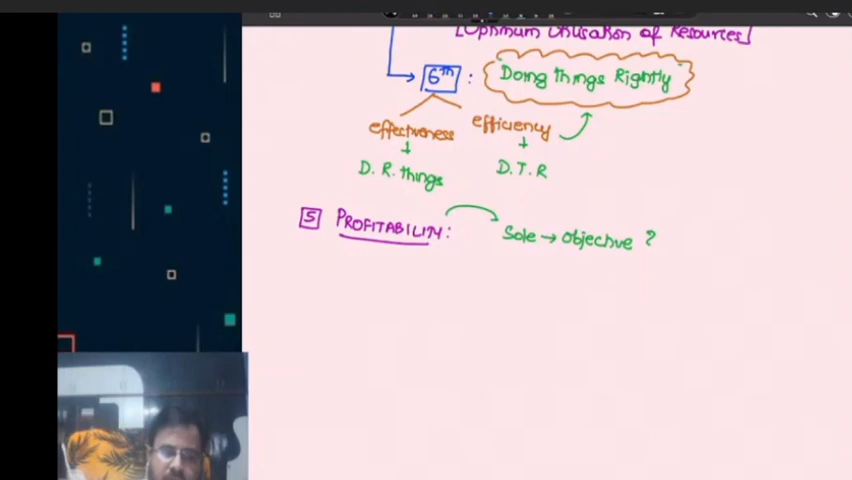 [Optimum Utilisation of Resources]
6th : Doing things Rightly
effectiveness efficiency
D. R. things D.T.R
5 PROFITABILITY: Sole → objective ?